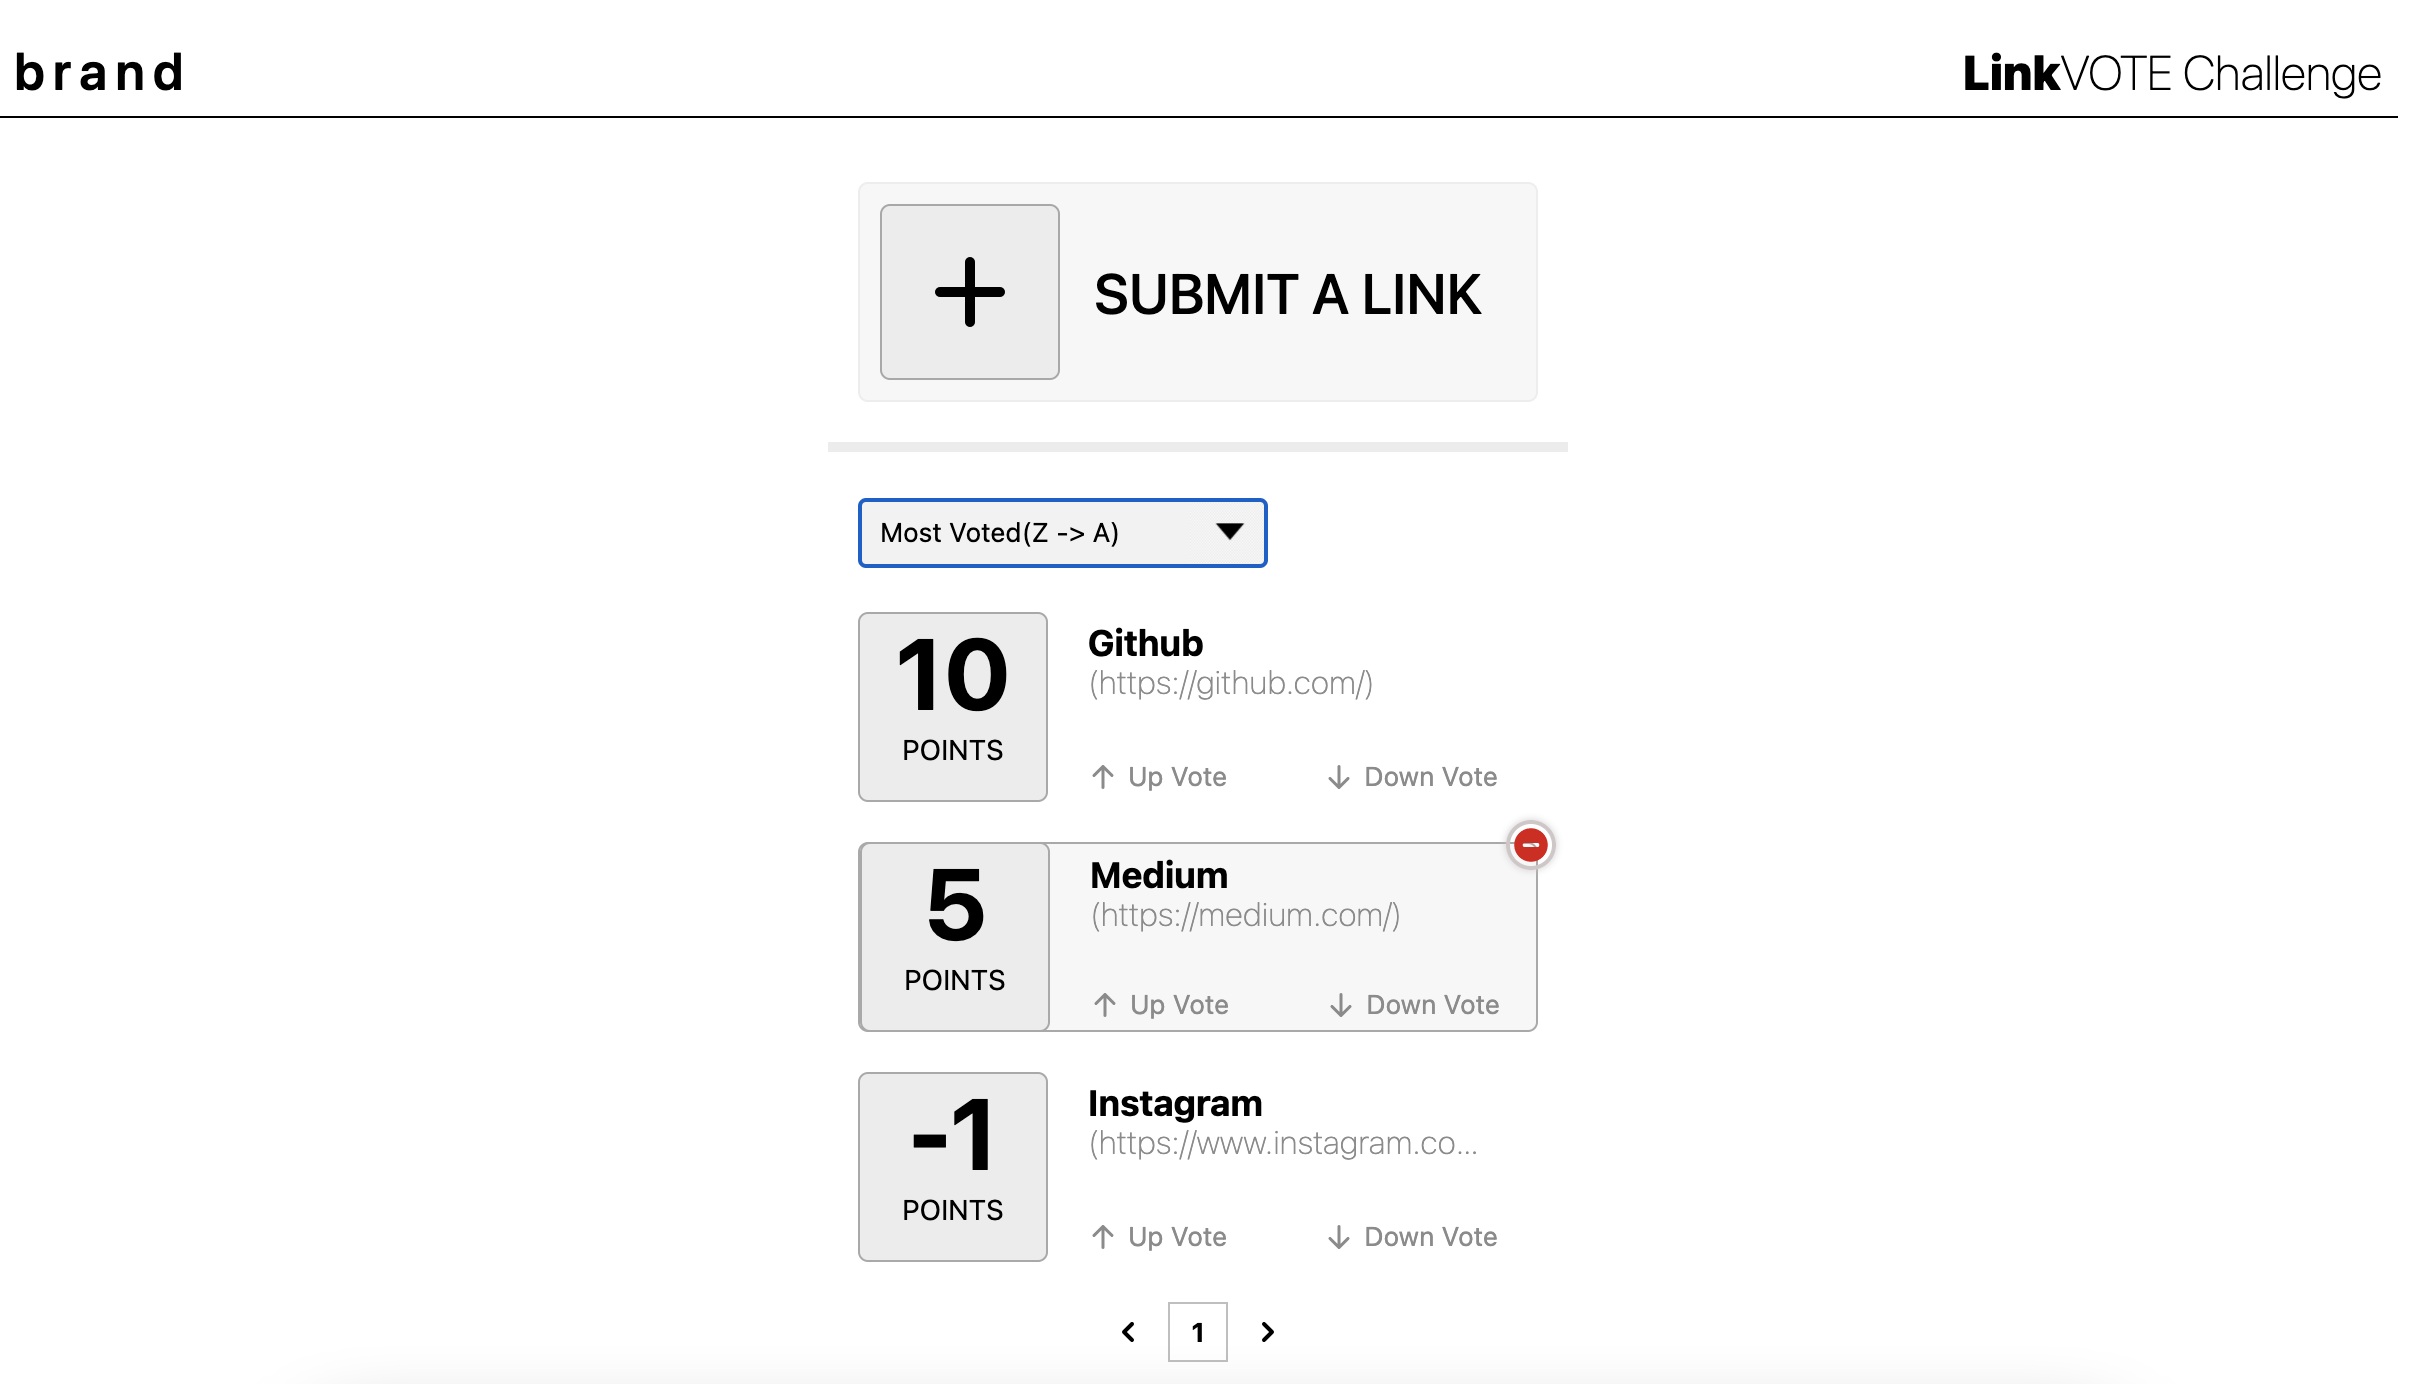 brand
LinkVOTE Challenge
SUBMIT A LINK
Most Voted(Z -> A)
10
POINTS
Github
(https://github.com/)
↑ Up Vote ↓ Down Vote
5
POINTS
Medium
(https://medium.com/)
↑ Up Vote ↓ Down Vote
-1
POINTS
Instagram
(https://www.instagram.co...
↑ Up Vote ↓ Down Vote
1